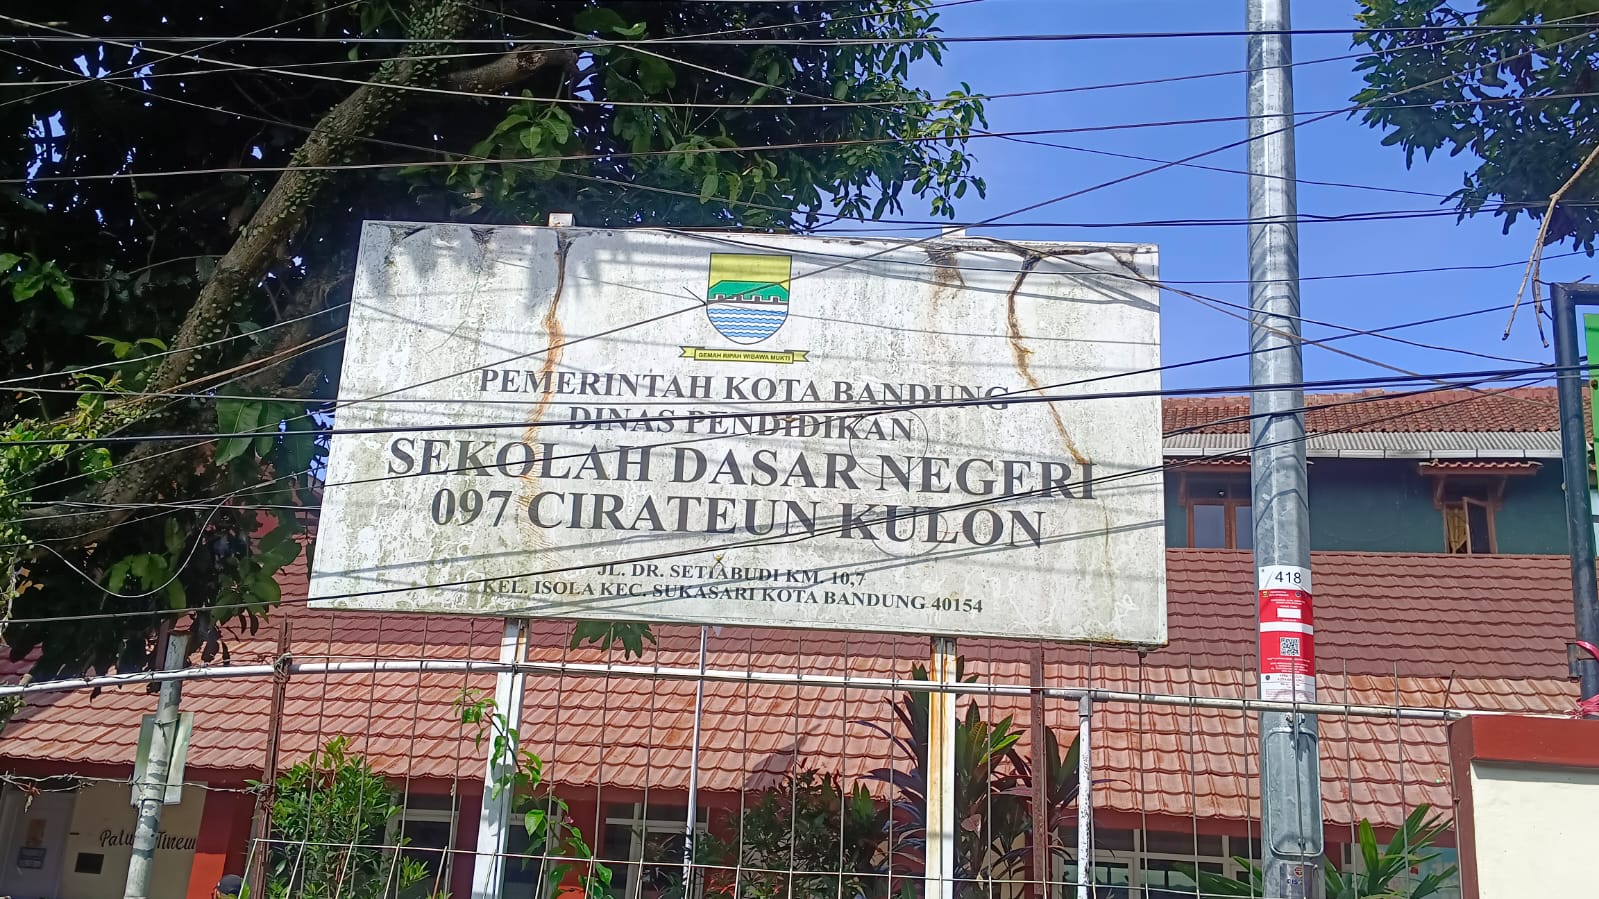 GEMAH RIPAH WIBAWA MUKTI
PEMERINTAH KOTA BANDUNG
DINAS PENDIDIKAN
SEKOLAH DASAR NEGERI
097 CIRATEUN KULON
JL. DR. SETIABUDI KM. 10,7
KEL. ISOLA KEC. SUKASARI KOTA BANDUNG 40154
418